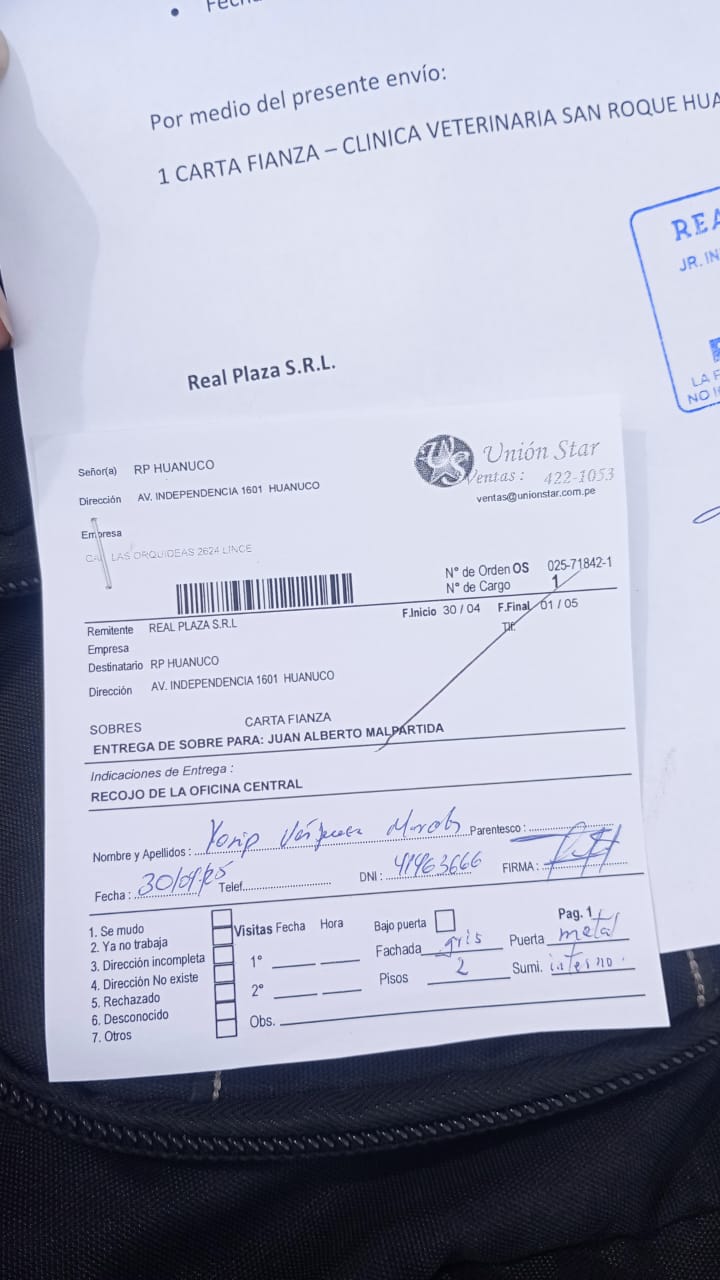 Por medio del presente envío:
1 CARTA FIANZA – CLINICA VETERINARIA SAN ROQUE HUA
REA
JR. IN
LA F
Real Plaza S.R.L.
Señor(a) RP HUANUCO
Dirección AV. INDEPENDENCIA 1601 HUANUCO
Empresa
LAS ORQUIDEAS 2624 LINCE
Unión Star
Ventas : 422-1053
ventas@unionstar.com.pe
N° de Orden OS 025-71842-1
N° de Cargo 1
F.Inicio 30 / 04 F.Final 01 / 05
Tlf.
Remitente REAL PLAZA S.R.L
Empresa
Destinatario RP HUANUCO
Dirección AV. INDEPENDENCIA 1601 HUANUCO
SOBRES CARTA FIANZA
ENTREGA DE SOBRE PARA: JUAN ALBERTO MALPARTIDA
Indicaciones de Entrega :
RECOJO DE LA OFICINA CENTRAL
Nombre y Apellidos : Parentesco :
Fecha : 30/04/25 Telef. DNI : 41463666 FIRMA :
1. Se mudo
2. Ya no trabaja
3. Dirección incompleta
4. Dirección No existe
5. Rechazado
6. Desconocido
7. Otros
Visitas Fecha Hora
1°
2°
Obs.
Bajo puerta
Pag. 1
Fachada gris Puerta metal
Pisos 2 Sumi. interno.